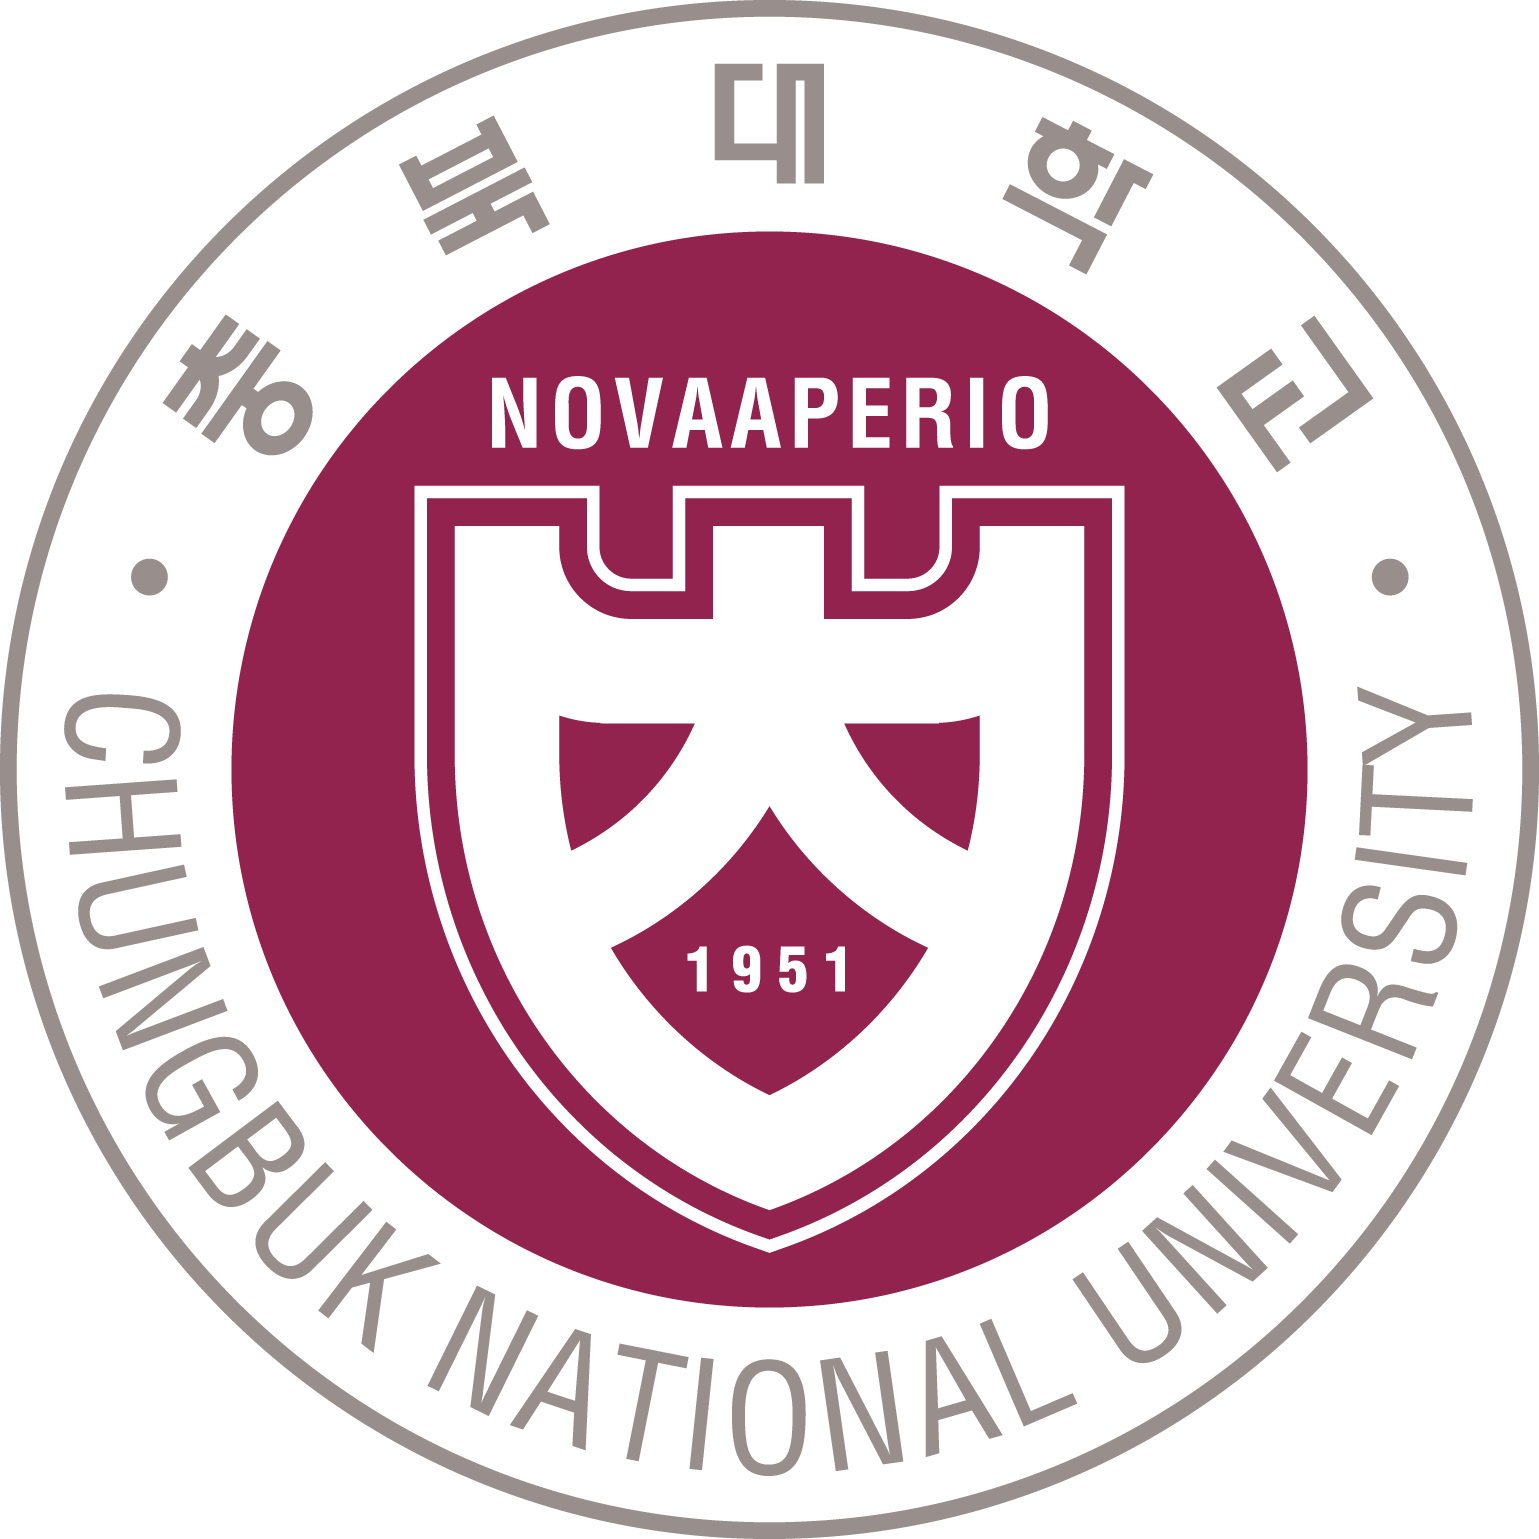 충북대학교
NOVAAPERIO
1951
• CHUNGBUK NATIONAL UNIVERSITY •